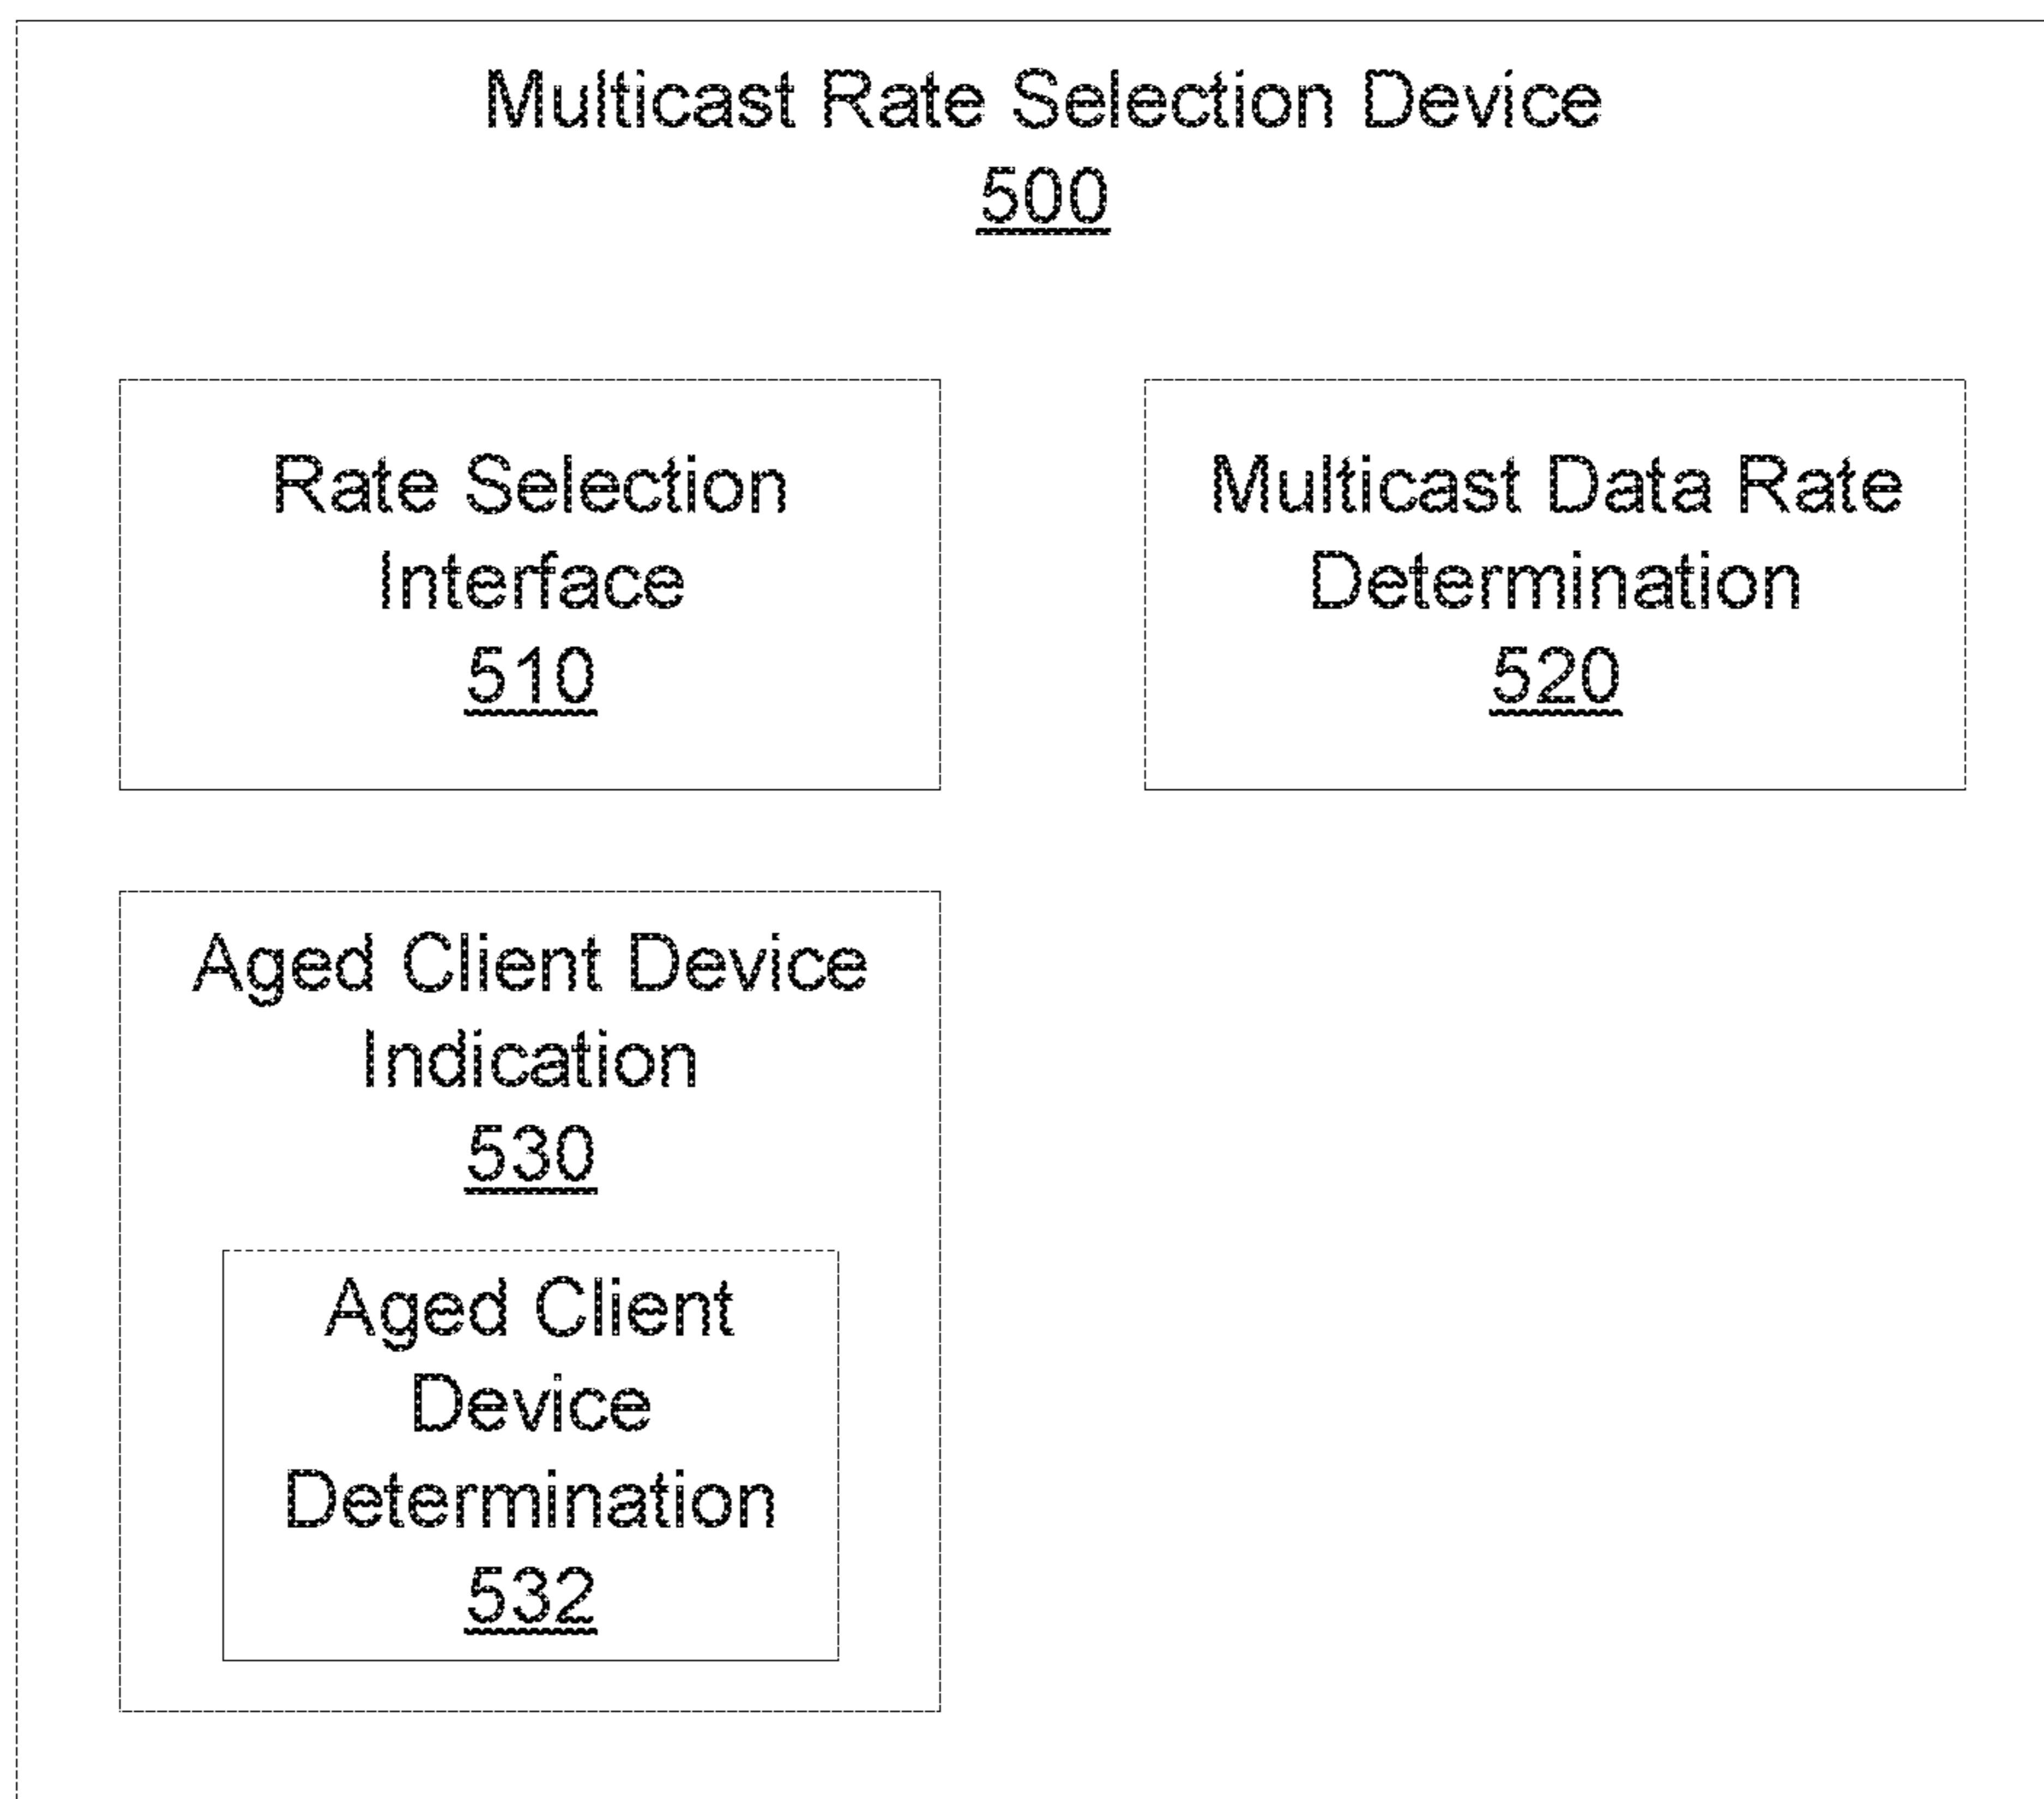 Multicast Rate Selection Device
500
Rate Selection
Interface
510
Multicast Data Rate
Determination
520
Aged Client Device
Indication
530
Aged Client
Device
Determination
532